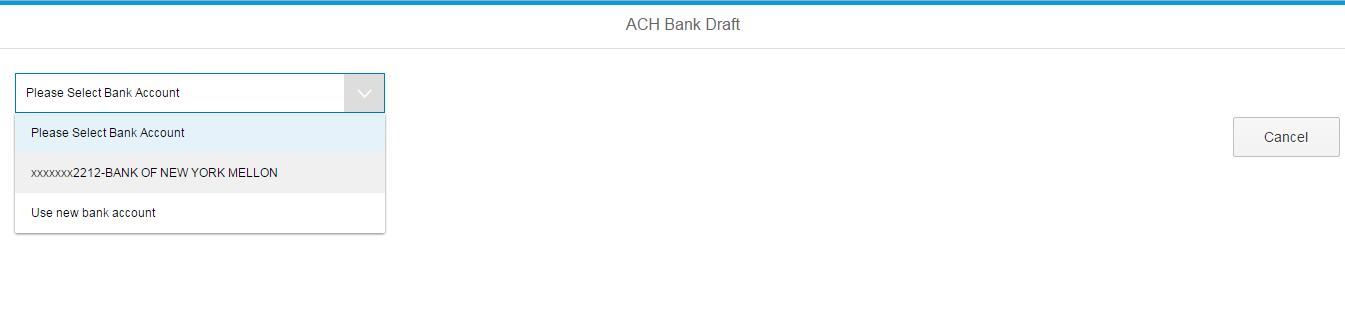 ACH Bank Draft
Please Select Bank Account
Please Select Bank Account
Cancel
xxxxxxx2212-BANK OF NEW YORK MELLON
Use new bank account